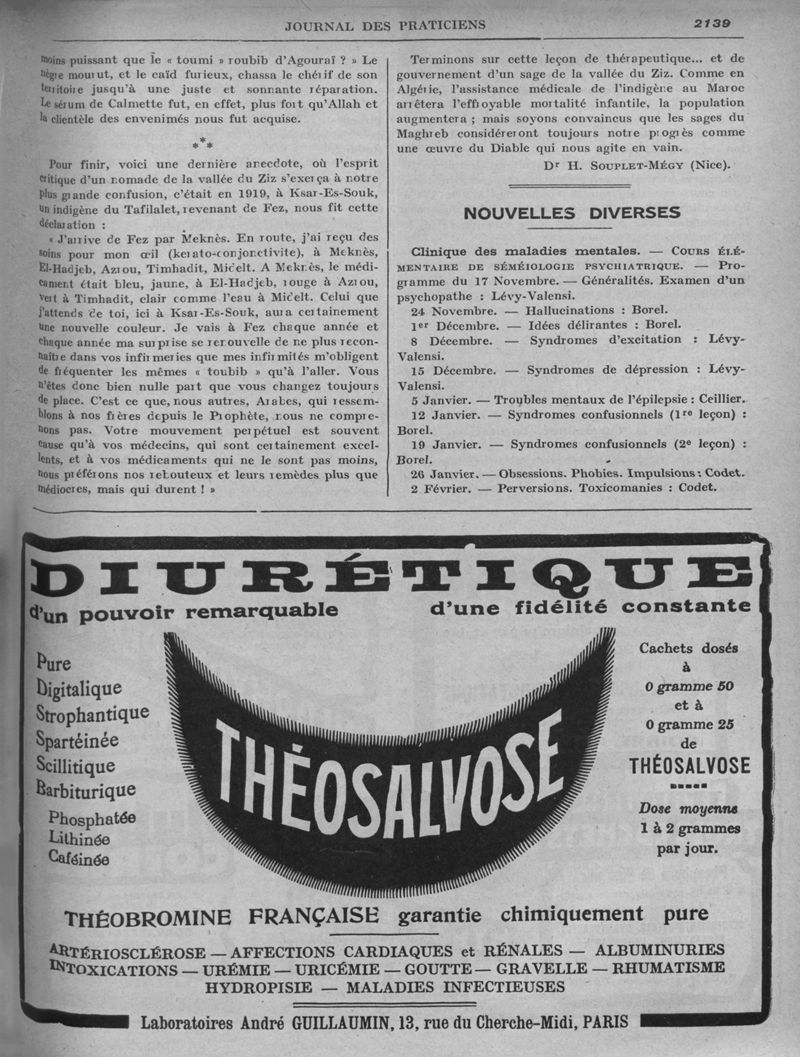 JOURNAL DES PRATICIENS 2139
moins puissant que le « toumi » roubib d'Agouraï ? » Le
nègre mourut, et le caïd furieux, chassa le chérif de son
territoire jusqu'à une juste et sonnante réparation.
Le sérum de Calmette fut, en effet, plus fort qu'Allah et
la clientèle des envenimés nous fut acquise.
***
Pour finir, voici une dernière anecdote, où l'esprit
critique d'un nomade de la vallée du Ziz s'exerça à notre
plus grande confusion, c'était en 1919, à Ksar-Es-Souk,
un indigène du Tafilalet, revenant de Fez, nous fit cette
déclaration :
« J'arrive de Fez par Meknès. En route, j'ai reçu des
soins pour mon œil (kerato-conjonctivite), à Meknès,
El-Hadjeb, Azrou, Timhadit, Midelt. A Meknès, le médi-
cament était bleu, jaune, à El-Hadjeb, rouge à Azrou,
vert à Timhadit, clair comme l'eau à Midelt. Celui que
j'attends de toi, ici à Ksar-Es-Souk, aura certainement
une nouvelle couleur. Je vais à Fez chaque année et
chaque année ma surprise se renouvelle de ne plus recon-
naître dans vos infirmeries que mes infirmités m'obligent
de fréquenter les mêmes « toubib » qu'à l'aller. Vous
n'êtes donc bien nulle part que vous changez toujours
de place. C'est ce que, nous autres, Arabes, qui ressem-
blons à nos frères depuis le Prophète, nous ne compre-
nons pas. Votre mouvement perpétuel est souvent
cause qu'à vos médecins, qui sont certainement excel-
lents, et à vos médicaments qui ne le sont pas moins,
nous préférons nos rebouteux et leurs remèdes plus que
médiocres, mais qui durent ! »
Terminons sur cette leçon de thérapeutique... et de
gouvernement d'un sage de la vallée du Ziz. Comme en
Algérie, l'assistance médicale de l'indigène au Maroc
arrêtera l'effroyable mortalité infantile, la population
augmentera ; mais soyons convaincus que les sages du
Maghreb considéreront toujours notre progrès comme
une œuvre du Diable qui nous agite en vain.
Dr H. SOUPLET-MÉGY (Nice).
NOUVELLES DIVERSES
Clinique des maladies mentales. — COURS ÉLÉ-
MENTAIRE DE SÉMÉIOLOGIE PSYCHIATRIQUE. — Pro-
gramme du 17 Novembre. — Généralités. Examen d'un
psychopathe : Lévy-Valensi.
24 Novembre. — Hallucinations : Borel.
1er Décembre. — Idées délirantes : Borel.
8 Décembre. — Syndromes d'excitation : Lévy-
Valensi.
15 Décembre. — Syndromes de dépression : Lévy-
Valensi.
5 Janvier. — Troubles mentaux de l'épilepsie : Ceillier.
12 Janvier. — Syndromes confusionnels (1re leçon) :
Borel.
19 Janvier. — Syndromes confusionnels (2e leçon) :
Borel.
26 Janvier. — Obsessions. Phobies. Impulsions : Codet.
2 Février. — Perversions. Toxicomanies : Codet.
DIURÉTIQUE
d'un pouvoir remarquable d'une fidélité constante
Pure
Digitalique
Strophantique
Spartéinée
Scillitique
Barbiturique
Phosphatée
Lithinée
Caféinée
THÉOSALVOSE
Cachets dosés
à
0 gramme 50
et à
0 gramme 25
de
THÉOSALVOSE
Dose moyenne
1 à 2 grammes
par jour.
THÉOBROMINE FRANÇAISE garantie chimiquement pure
ARTÉRIOSCLÉROSE — AFFECTIONS CARDIAQUES et RÉNALES — ALBUMINURIES
INTOXICATIONS — URÉMIE — URICÉMIE — GOUTTE — GRAVELLE — RHUMATISME
HYDROPISIE — MALADIES INFECTIEUSES
Laboratoires André GUILLAUMIN, 13, rue du Cherche-Midi, PARIS